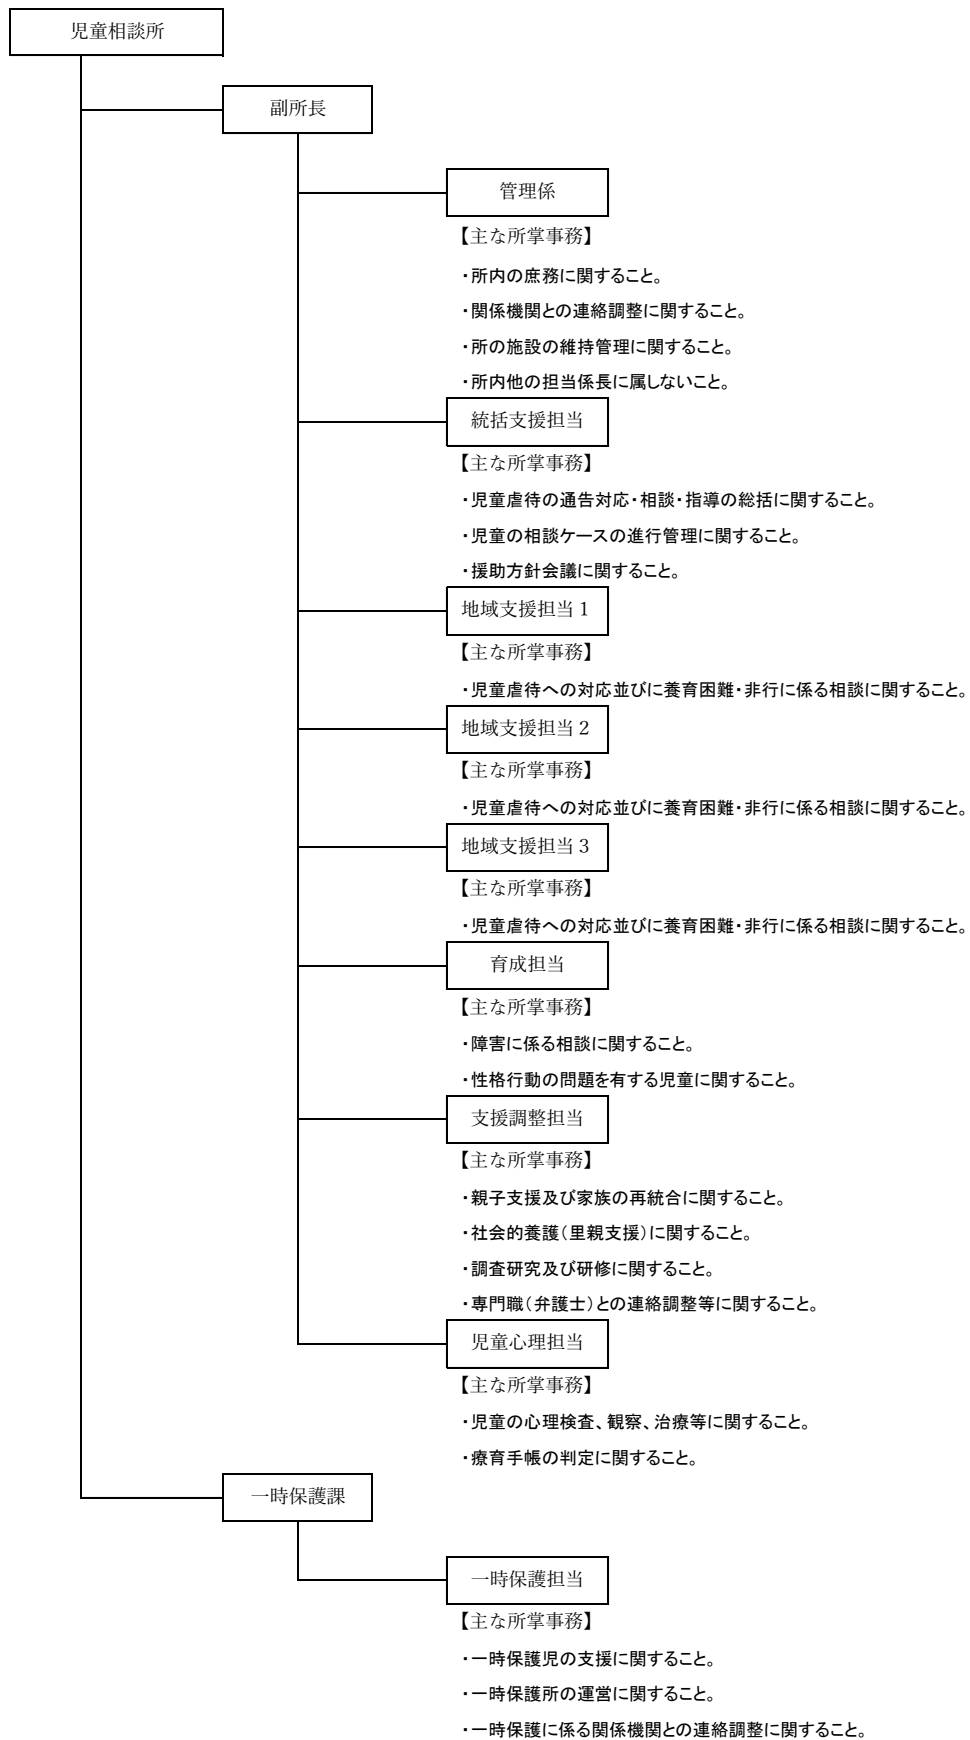 児童相談所
副所長
管理係
【主な所掌事務】
・所内の庶務に関すること。
・関係機関との連絡調整に関すること。
・所の施設の維持管理に関すること。
・所内他の担当係長に属しないこと。
統括支援担当
【主な所掌事務】
・児童虐待の通告対応・相談・指導の総括に関すること。
・児童の相談ケースの進行管理に関すること。
・援助方針会議に関すること。
地域支援担当１
【主な所掌事務】
・児童虐待への対応並びに養育困難・非行に係る相談に関すること。
地域支援担当２
【主な所掌事務】
・児童虐待への対応並びに養育困難・非行に係る相談に関すること。
地域支援担当３
【主な所掌事務】
・児童虐待への対応並びに養育困難・非行に係る相談に関すること。
育成担当
【主な所掌事務】
・障害に係る相談に関すること。
・性格行動の問題を有する児童に関すること。
支援調整担当
【主な所掌事務】
・親子支援及び家族の再統合に関すること。
・社会的養護（里親支援）に関すること。
・調査研究及び研修に関すること。
・専門職（弁護士）との連絡調整等に関すること。
児童心理担当
【主な所掌事務】
・児童の心理検査、観察、治療等に関すること。
・療育手帳の判定に関すること。
一時保護課
一時保護担当
【主な所掌事務】
・一時保護児の支援に関すること。
・一時保護所の運営に関すること。
・一時保護に係る関係機関との連絡調整に関すること。